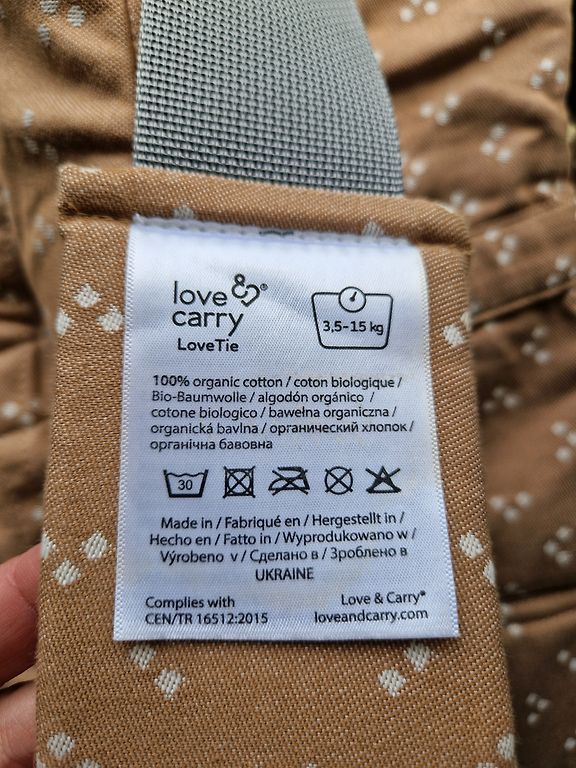 love &®
carry
LoveTie
3,5-15 kg
100% organic cotton / coton biologique /
Bio-Baumwolle / algodón orgánico /
cotone biologico / bawełna organiczna /
organická bavlna / органический хлопок /
органічна бавовна
30
Made in / Fabriqué en / Hergestellt in /
Hecho en / Fatto in / Wyprodukowano w /
Výrobeno v / Сделано в / Зроблено в
UKRAINE
Complies with
CEN/TR 16512:2015
Love & Carry®
loveandcarry.com